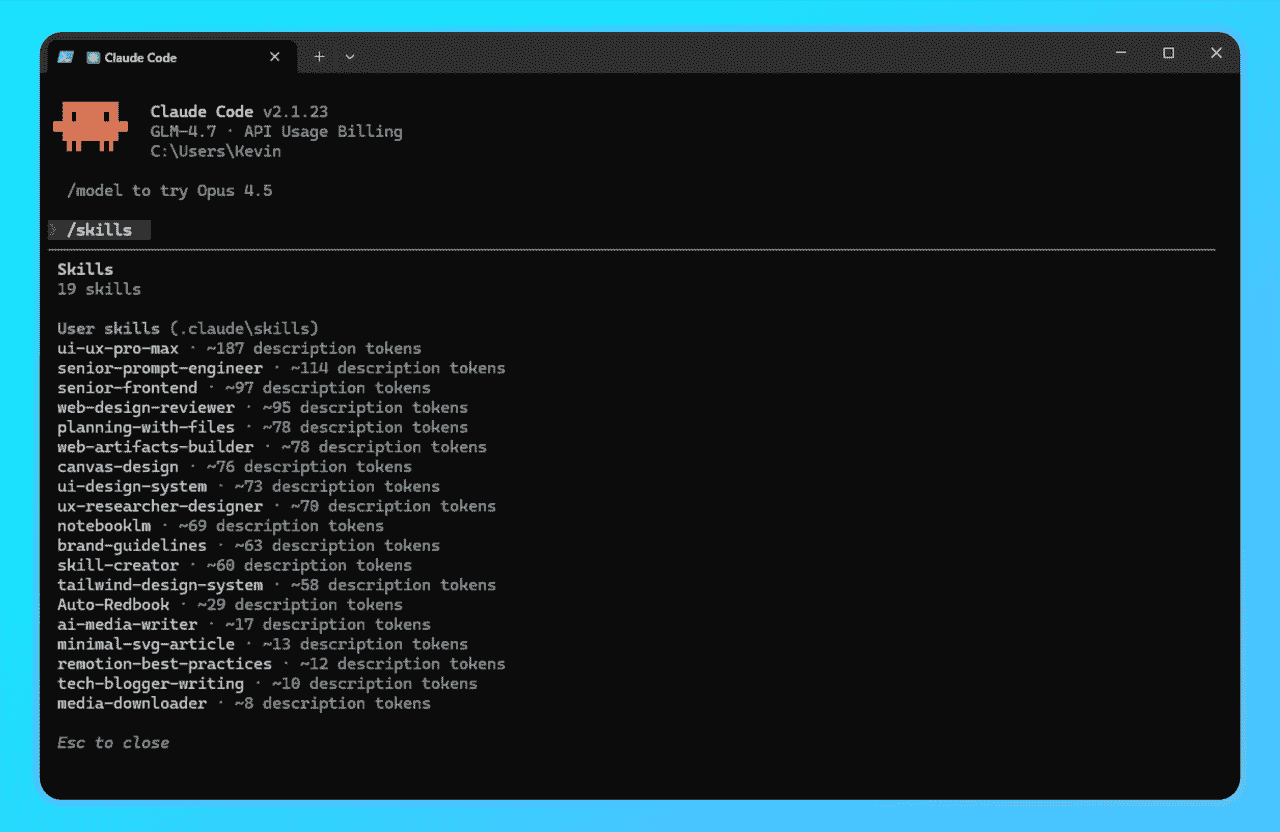 Claude Code
Claude Code v2.1.23
GLM-4.7 · API Usage Billing
C:\Users\Kevin
/model to try Opus 4.5
› /skills
Skills
19 skills
User skills (.claude\skills)
ui-ux-pro-max · ~187 description tokens
senior-prompt-engineer · ~114 description tokens
senior-frontend · ~97 description tokens
web-design-reviewer · ~95 description tokens
planning-with-files · ~78 description tokens
web-artifacts-builder · ~78 description tokens
canvas-design · ~76 description tokens
ui-design-system · ~73 description tokens
ux-researcher-designer · ~70 description tokens
notebooklm · ~69 description tokens
brand-guidelines · ~63 description tokens
skill-creator · ~60 description tokens
tailwind-design-system · ~58 description tokens
Auto-Redbook · ~29 description tokens
ai-media-writer · ~17 description tokens
minimal-svg-article · ~13 description tokens
remotion-best-practices · ~12 description tokens
tech-blogger-writing · ~10 description tokens
media-downloader · ~8 description tokens
Esc to close